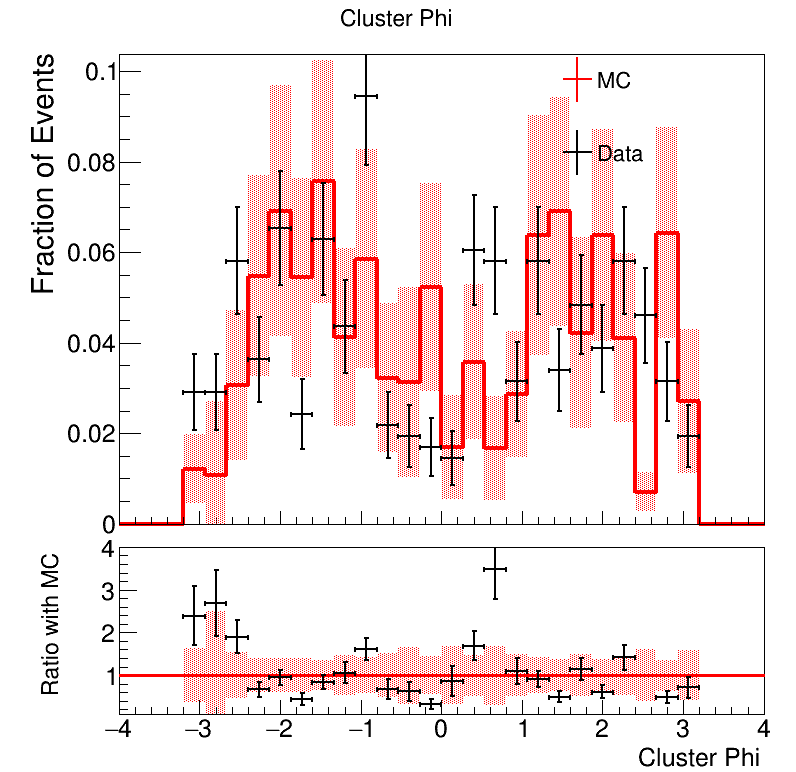 Cluster Phi
Fraction of Events
0.1
0.08
0.06
0.04
0.02
0
MC
Data
Ratio with MC
4
3
2
1
−4 −3 −2 −1 0 1 2 3 4
Cluster Phi